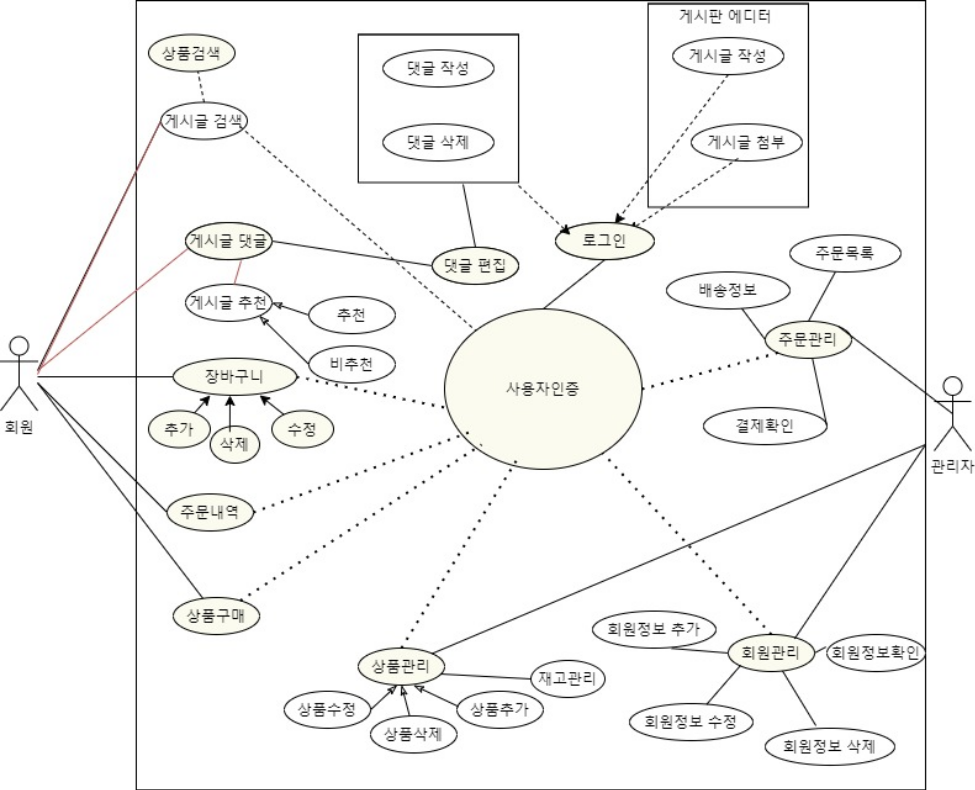 게시판 에디터
상품검색
댓글 작성
게시글 작성
게시글 검색
댓글 삭제
게시글 첨부
게시글 댓글
로그인
댓글 편집
주문목록
배송정보
게시글 추천
추천
주문관리
비추천
장바구니
사용자인증
회원
추가
삭제
수정
결제확인
관리자
주문내역
상품구매
회원정보 추가
회원관리
회원정보확인
상품관리
재고관리
상품수정
상품추가
상품삭제
회원정보 수정
회원정보 삭제